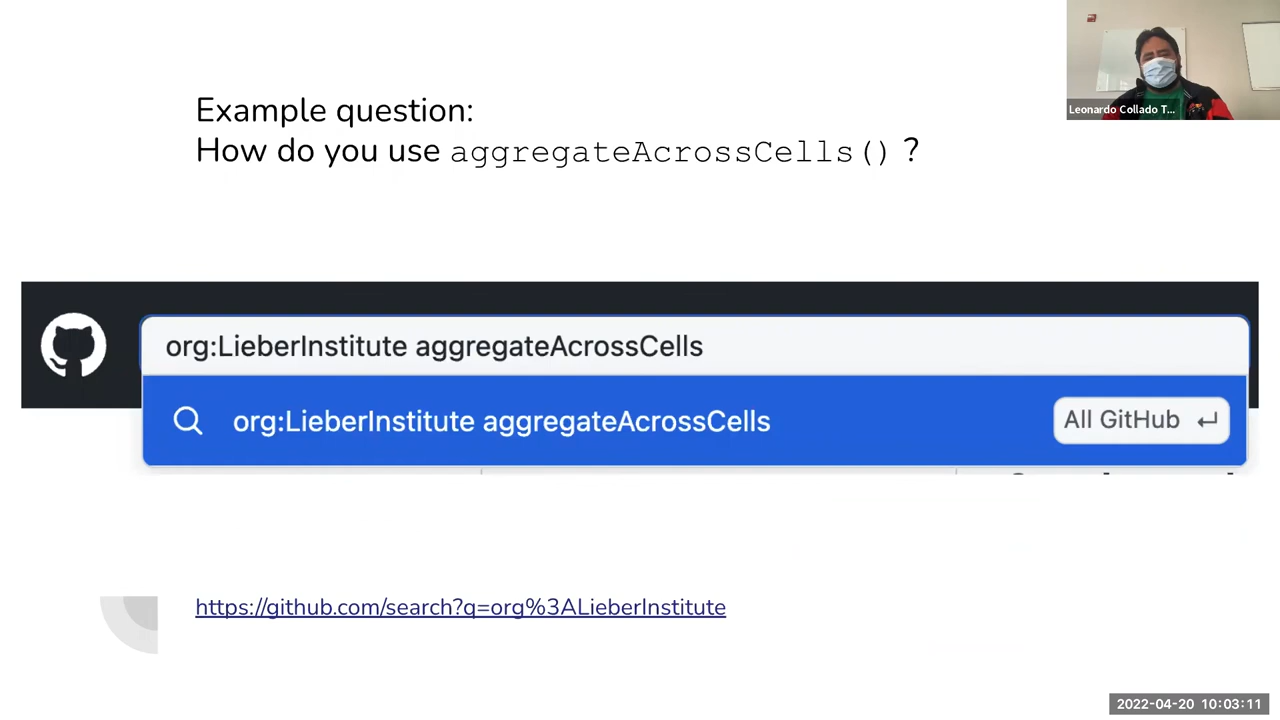 Example question:
How do you use aggregateAcrossCells() ?
Leonardo Collado T...
org:LieberInstitute aggregateAcrossCells
org:LieberInstitute aggregateAcrossCells
All GitHub ↵
https://github.com/search?q=org%3ALieberInstitute
2022-04-20 10:03:11